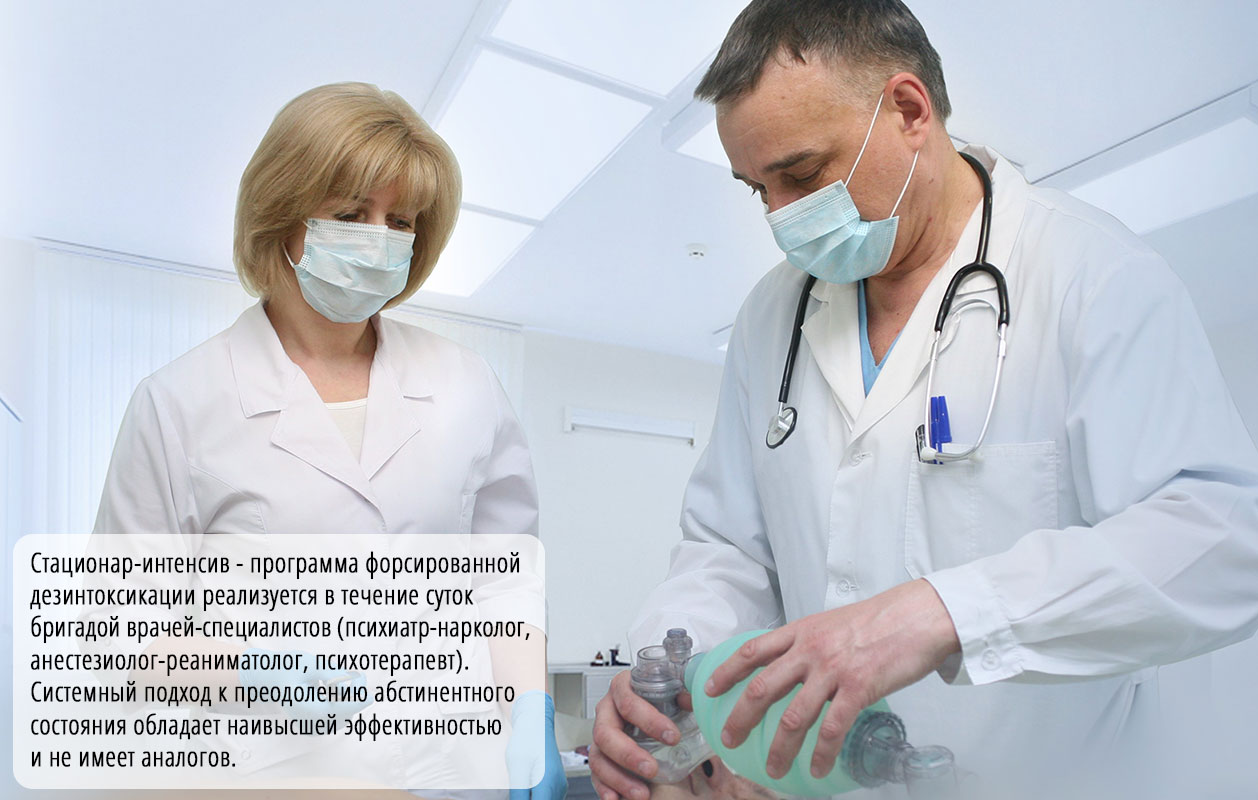 Стационар-интенсив - программа форсированной
дезинтоксикации реализуется в течение суток
бригадой врачей-специалистов (психиатр-нарколог,
анестезиолог-реаниматолог, психотерапевт).
Системный подход к преодолению абстинентного
состояния обладает наивысшей эффективностью
и не имеет аналогов.